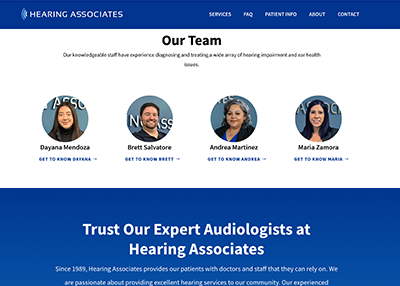 HEARING ASSOCIATES
SERVICES FAQ PATIENT INFO ABOUT CONTACT
Our Team
Our knowledgeable staff have experience diagnosing and treating a wide array of hearing impairment and ear health
issues.
Dayana Mendoza Brett Salvatore Andrea Martinez Maria Zamora
GET TO KNOW DAYANA → GET TO KNOW BRETT → GET TO KNOW ANDREA → GET TO KNOW MARIA →
Trust Our Expert Audiologists at
Hearing Associates
Since 1989, Hearing Associates provides our patients with doctors and staff that they can rely on. We
are passionate about providing excellent hearing services to our community. Our experienced